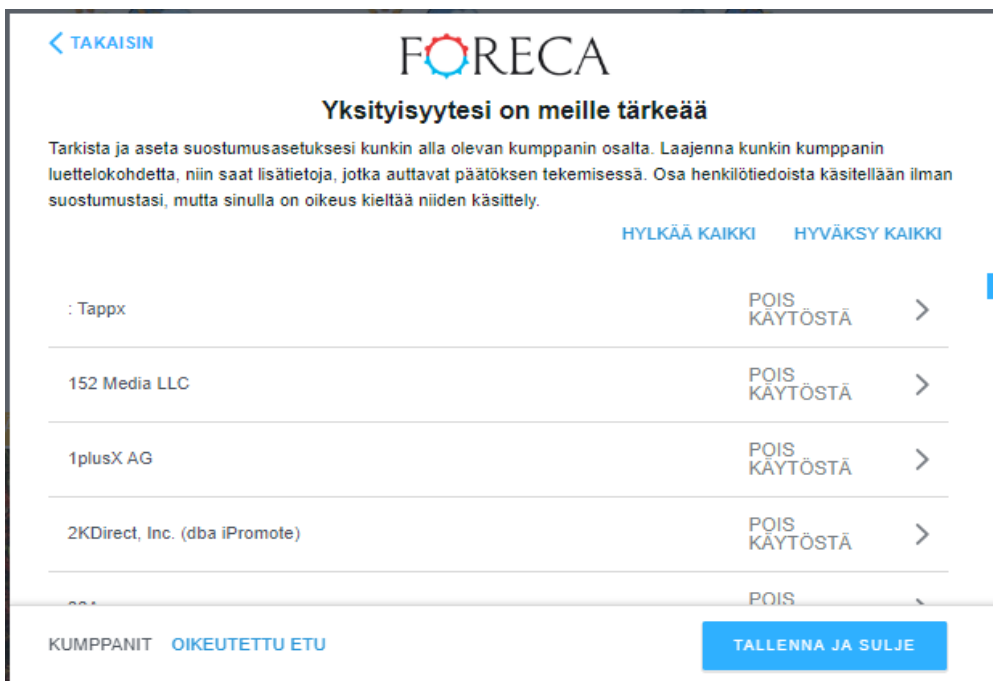 TAKAISIN
FORECA
Yksityisyytesi on meille tärkeää
Tarkista ja aseta suostumusasetuksesi kunkin alla olevan kumppanin osalta. Laajenna kunkin kumppanin
luettelokohdetta, niin saat lisätietoja, jotka auttavat päätöksen tekemisessä. Osa henkilötiedoista käsitellään ilman
suostumustasi, mutta sinulla on oikeus kieltää niiden käsittely.
HYLKÄÄ KAIKKI HYVÄKSY KAIKKI
: Tappx POIS
KÄYTÖSTÄ
152 Media LLC POIS
KÄYTÖSTÄ
1plusX AG POIS
KÄYTÖSTÄ
2KDirect, Inc. (dba iPromote) POIS
KÄYTÖSTÄ
POIS
KUMPPANIT OIKEUTETTU ETU TALLENNA JA SULJE